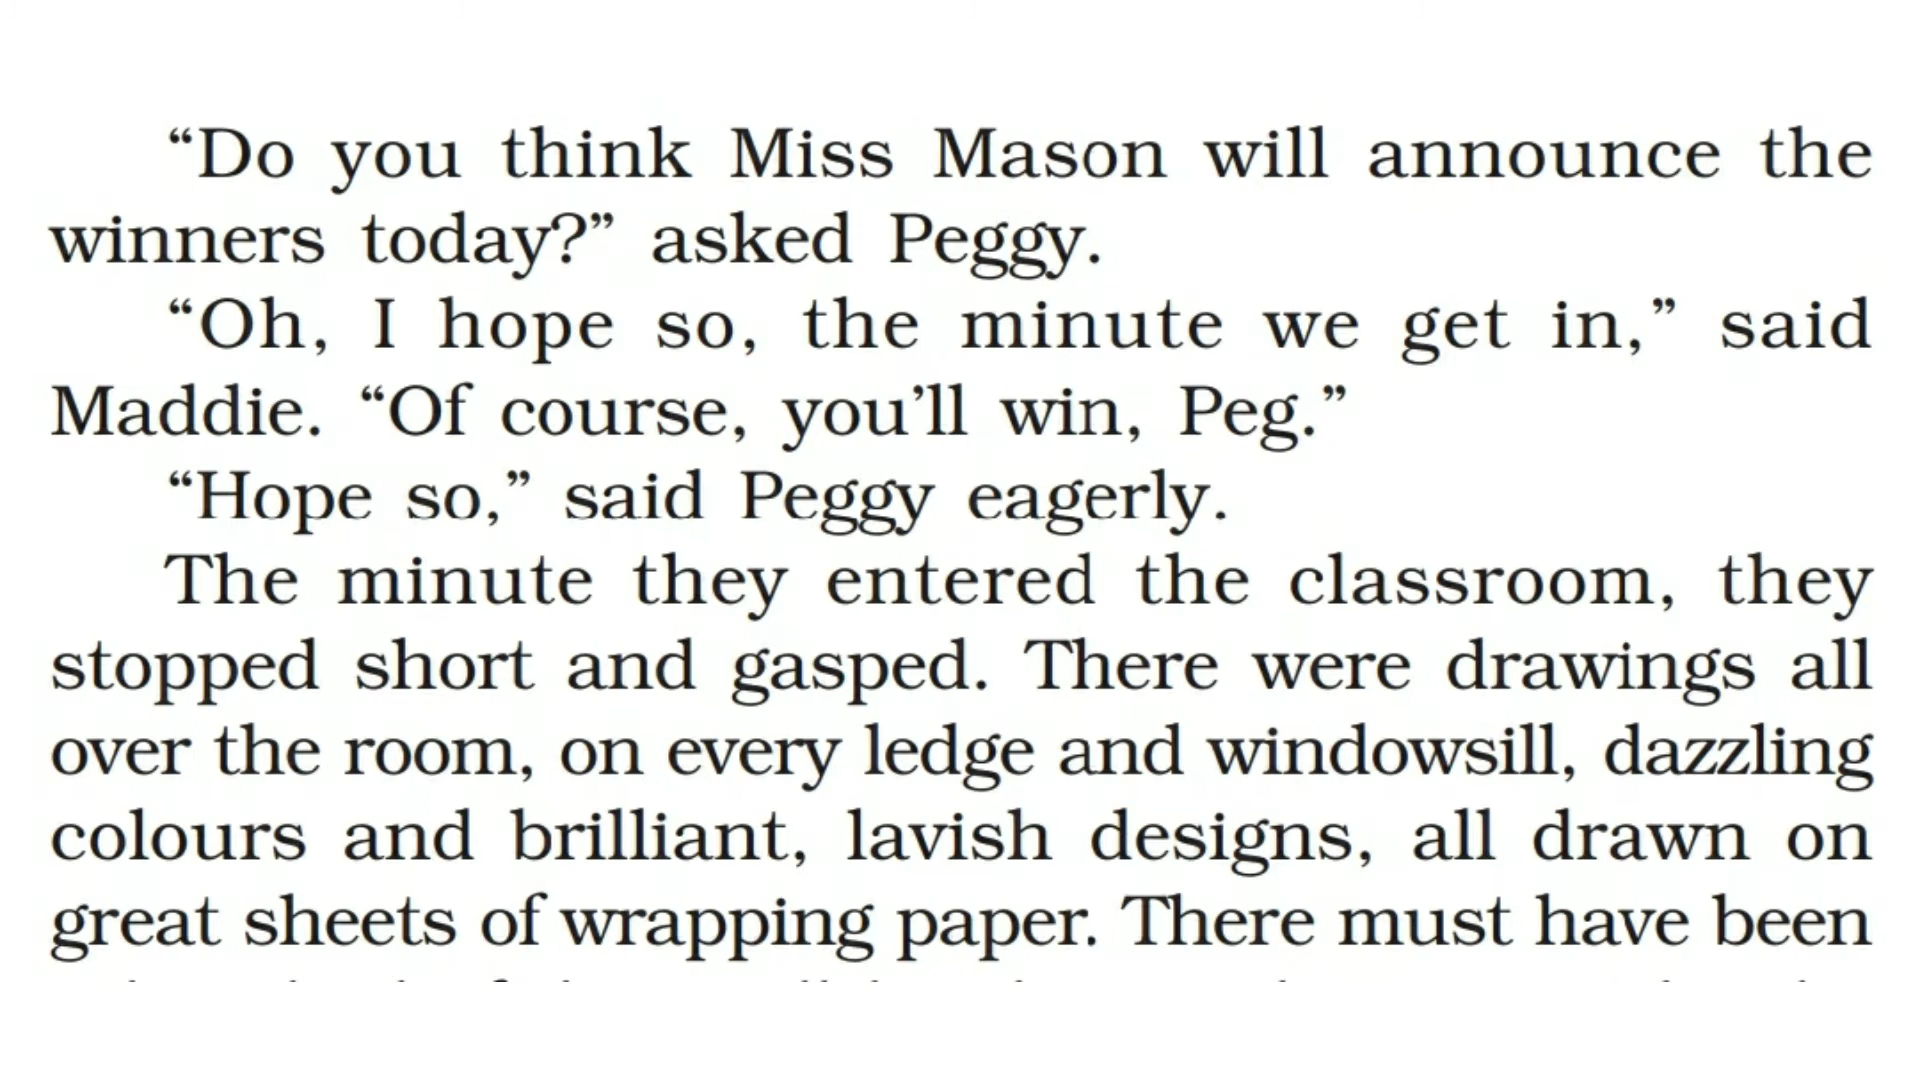 “Do you think Miss Mason will announce the
winners today?” asked Peggy.
“Oh, I hope so, the minute we get in,” said
Maddie. “Of course, you’ll win, Peg.”
“Hope so,” said Peggy eagerly.
The minute they entered the classroom, they
stopped short and gasped. There were drawings all
over the room, on every ledge and windowsill, dazzling
colours and brilliant, lavish designs, all drawn on
great sheets of wrapping paper. There must have been